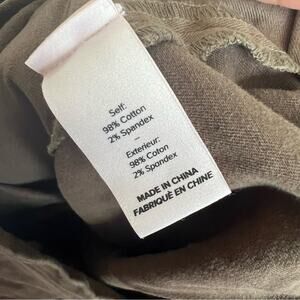 Self:
98% Cotton
2% Spandex
–
Exterieur:
98% Coton
2% Spandex
MADE IN CHINA
FABRIQUÉ EN CHINE